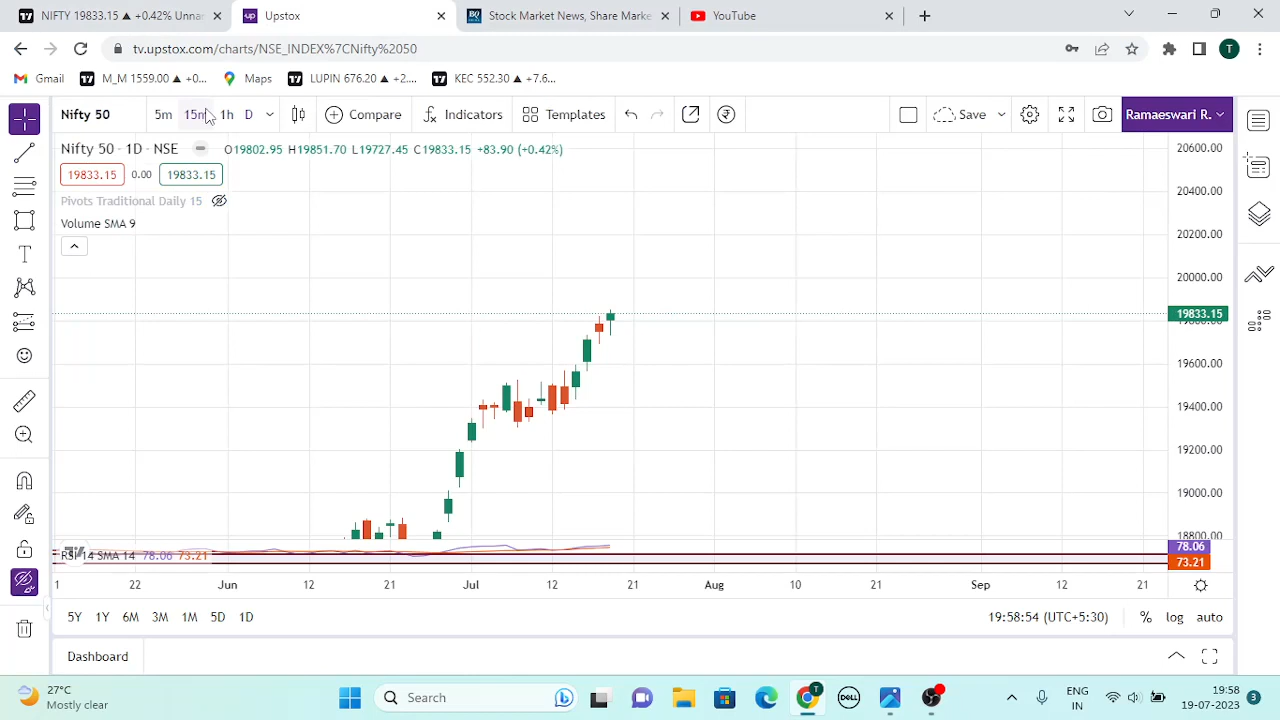 NIFTY 19833.15 ▲ +0.42% Unna
Upstox
Stock Market News, Share Marke
YouTube
tv.upstox.com/charts/NSE_INDEX%7CNifty%2050
T
Gmail
M_M 1559.00 ▲ +0...
Maps
LUPIN 676.20 ▲ +2....
KEC 552.30 ▲ +7.6...
Nifty 50
5m
15m
1h
D
Compare
Indicators
Templates
Save
Ramaeswari R.
Nifty 50 · 1D · NSE
O19802.95 H19851.70 L19727.45 C19833.15 +83.90 (+0.42%)
19833.15
0.00
19833.15
Pivots Traditional Daily 15
Volume SMA 9
20600.00
20400.00
20200.00
20000.00
19833.15
19600.00
19400.00
19200.00
19000.00
18800.00
RSI 14 SMA 14 78.06 73.21
78.06
73.21
1 22 Jun 12 21 Jul 12 21 Aug 10 21 Sep 12 21
5Y 1Y 6M 3M 1M 5D 1D
19:58:54 (UTC+5:30)
% log auto
Dashboard
27°C
Mostly clear
Search
T
DELL
ENG
IN
19:58
19-07-2023
3